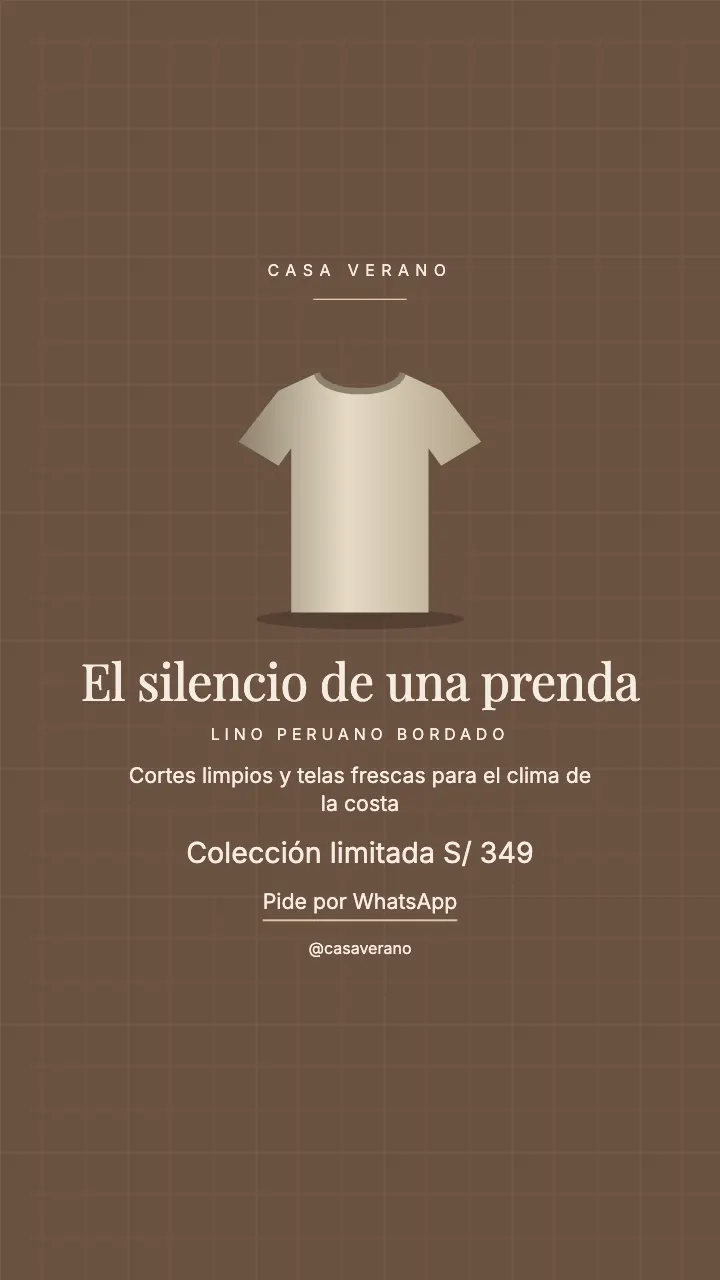 CASA VERANO
El silencio de una prenda
LINO PERUANO BORDADO
Cortes limpios y telas frescas para el clima de
la costa
Colección limitada S/ 349
Pide por WhatsApp
@casaverano